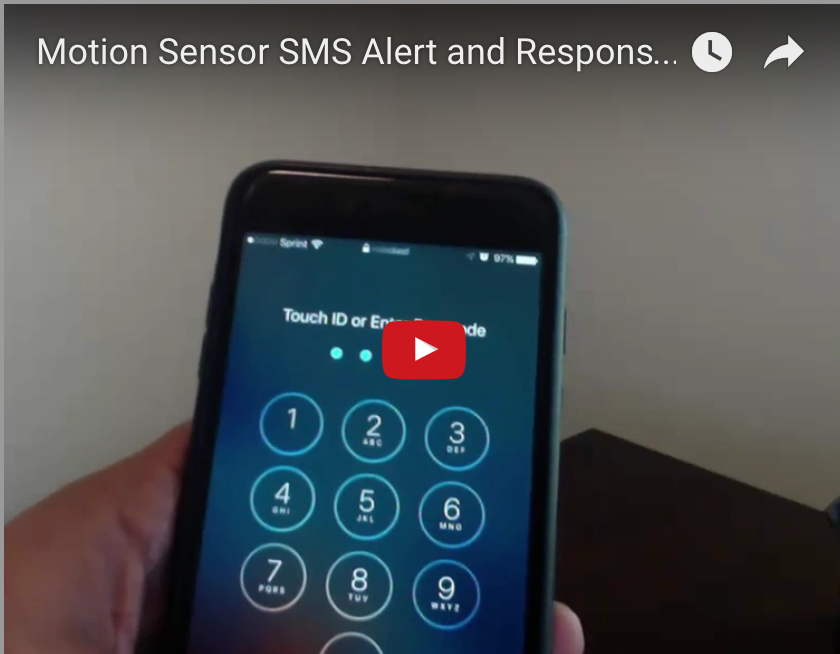 Motion Sensor SMS Alert and Respons...
Sprint
97%
Touch ID or Ent de
1
2
ABC
3
DEF
4
GHI
5
JKL
6
MNO
7
PQRS
8
TUV
9
WXYZ